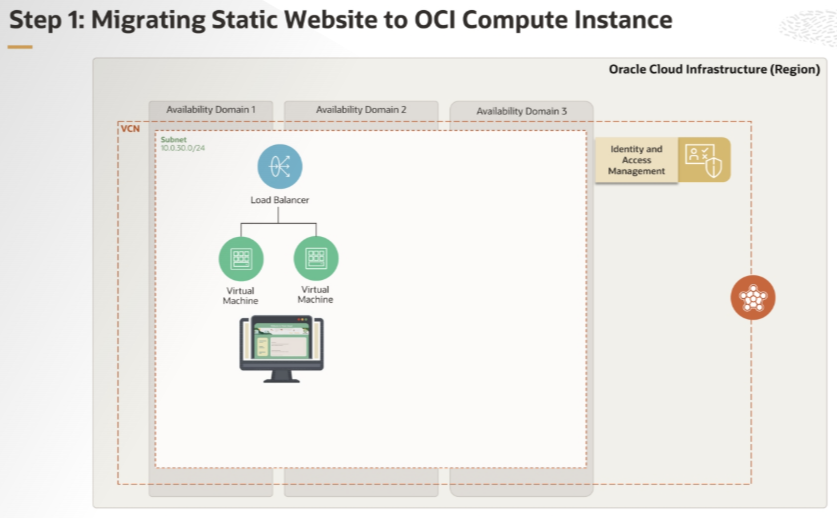 Step 1: Migrating Static Website to OCI Compute Instance
Oracle Cloud Infrastructure (Region)
Availability Domain 1
Availability Domain 2
Availability Domain 3
VCN
Subnet
10.0.30.0/24
Identity and
Access
Management
Load Balancer
Virtual
Machine
Virtual
Machine